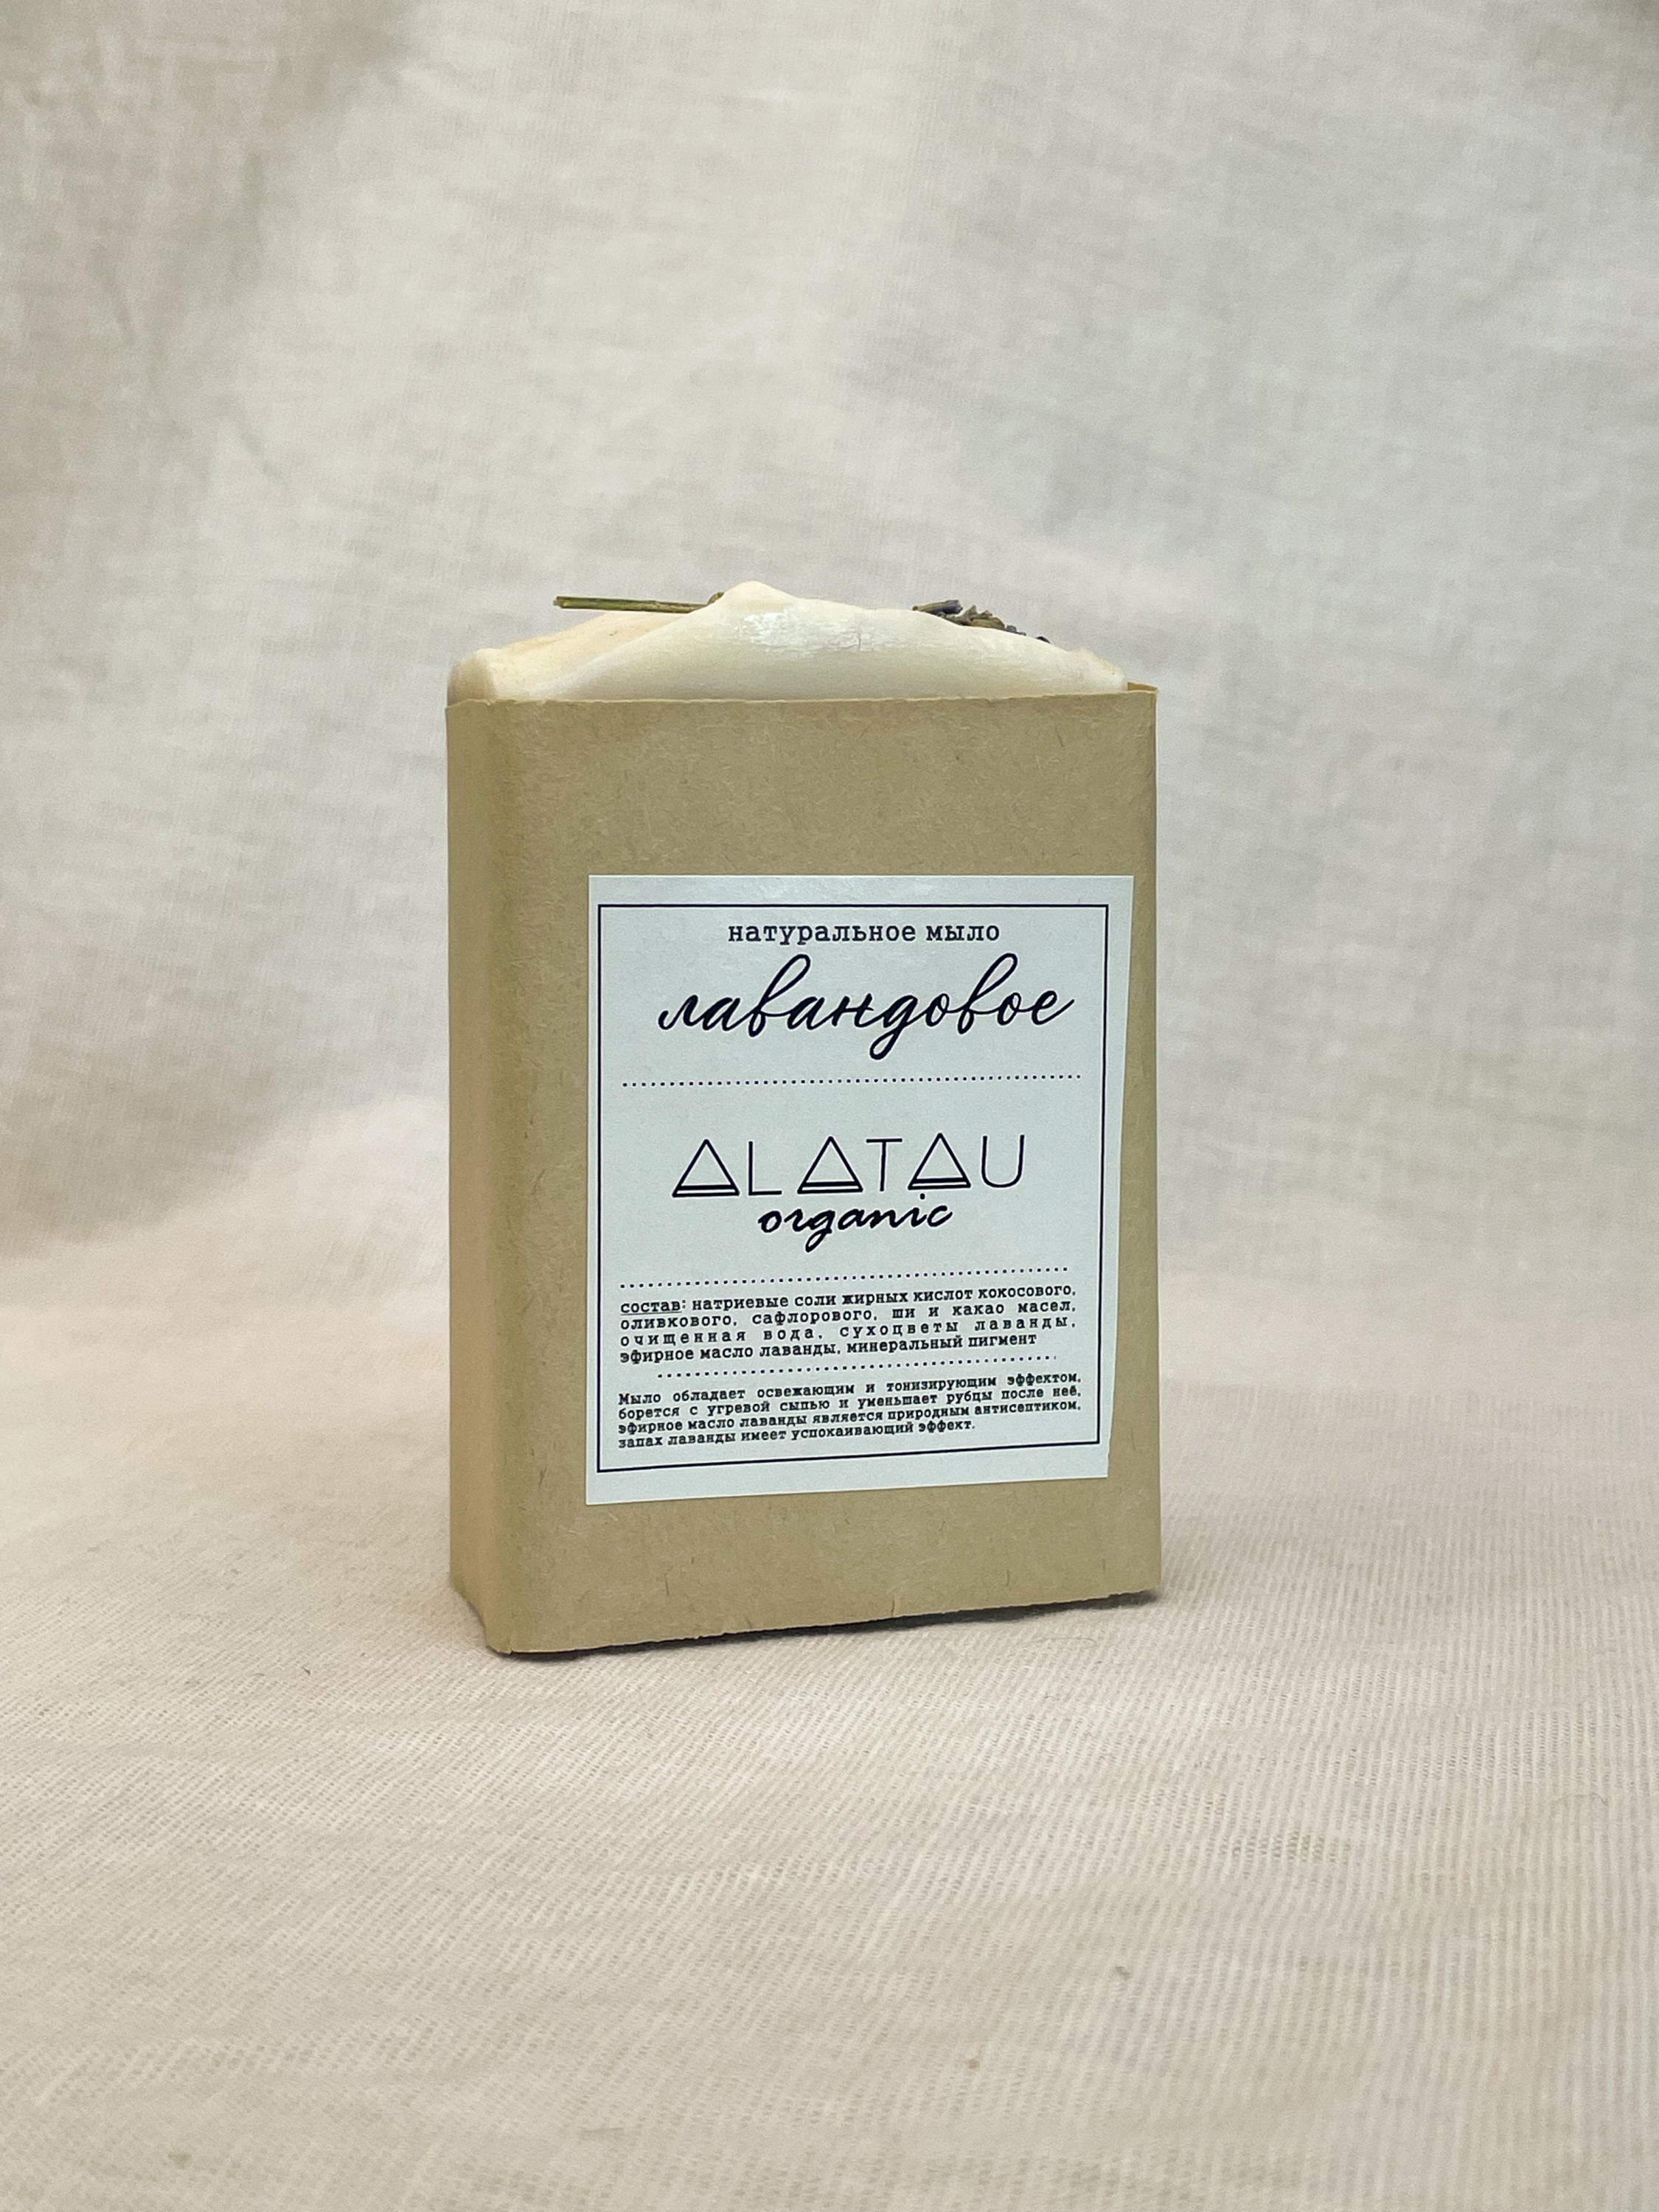 натуральное мыло
лавандовое
ALATAU
organic
состав: натриевые соли жирных кислот кокосового,
оливкового, сафлорового, ши и какао масел,
очищенная вода, сухоцветы лаванды,
эфирное масло лаванды, минеральный пигмент
Мыло обладает освежающим и тонизирующим эффектом,
борется с угревой сыпью и уменьшает рубцы после неё,
эфирное масло лаванды является природным антисептиком,
запах лаванды имеет успокаивающий эффект.